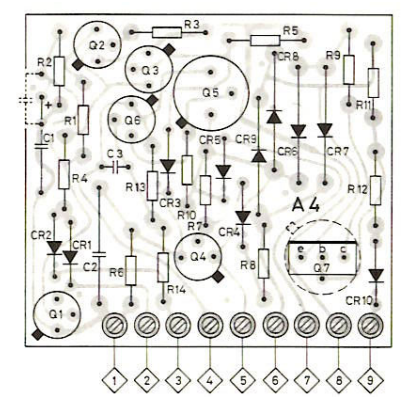 R3
Q2
R5
R2
CR8
R9
Q3
Q5
+
R11
R1
Q6
C1
CR5
CR9
CR6
CR7
C3
R4
R13
CR3
R12
R10
A4
R7
CR4
CR2
CR1
e b c
C2
R6
Q4
R8
Q7
R14
CR10
Q1
1 2 3 4 5 6 7 8 9